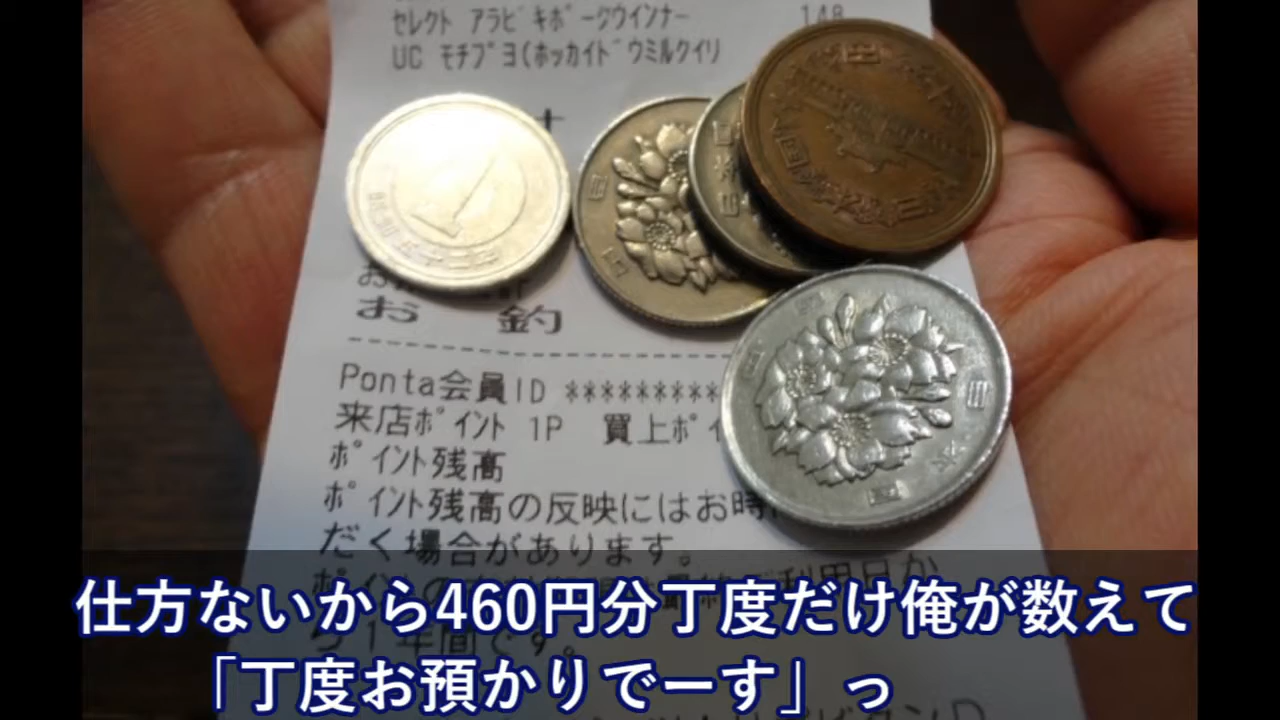 セレクト アラビキポークウインナー 148
UC モチプヨ(ホッカイドウミルクイリ
お 釣
Ponta会員ID *********
来店ポイント 1P 買上ポイ
ポイント残高
ポイント残高の反映にはお時
だく場合があります。
仕方ないから460円分丁度だけ俺が数えて
「丁度お預かりでーす」っ